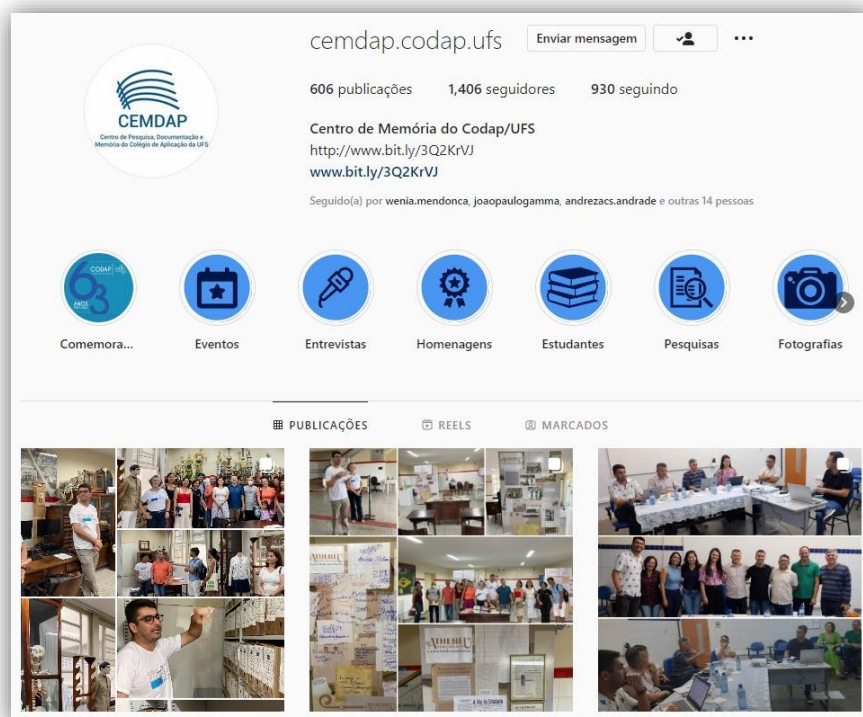 cemdap.codap.ufs Enviar mensagem
606 publicações 1,406 seguidores 930 seguindo
CEMDAP
Centro de Pesquisa, Documentação e
Memória do Colégio de Aplicação da UFS
Centro de Memória do Codap/UFS
http://www.bit.ly/3Q2KrVJ
www.bit.ly/3Q2KrVJ
Seguido(a) por wenia.mendonca, joaopaulogamma, andrezacs.andrade e outras 14 pessoas
CODAP
63
ANOS
Comemora... Eventos Entrevistas Homenagens Estudantes Pesquisas Fotografias
PUBLICAÇÕES REELS MARCADOS
ATHENEU